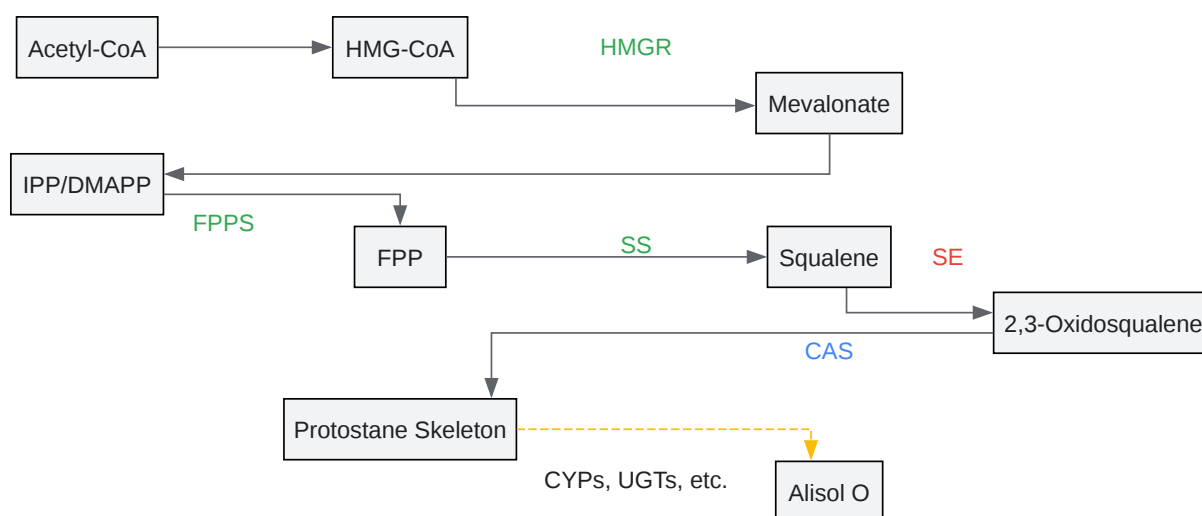 Acetyl-CoA
HMG-CoA
HMGR
Mevalonate
IPP/DMAPP
FPPS
FPP
SS
Squalene
SE
2,3-Oxidosqualene
CAS
Protostane Skeleton
CYPs, UGTs, etc.
Alisol O